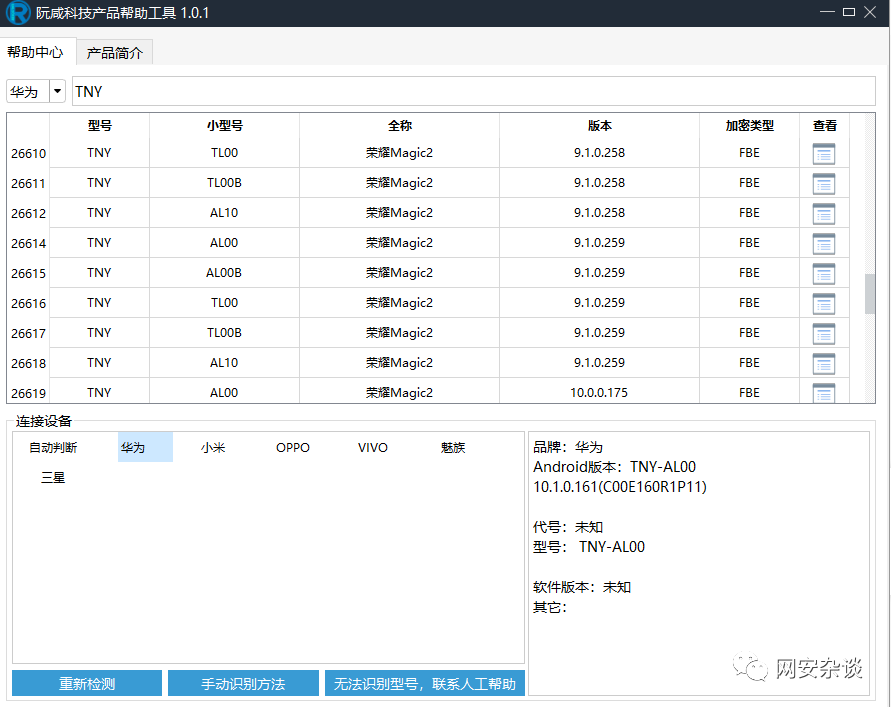 阮咸科技产品帮助工具 1.0.1
帮助中心 产品简介
华为 TNY
型号 小型号 全称 版本 加密类型 查看
26610 TNY TL00 荣耀Magic2 9.1.0.258 FBE
26611 TNY TL00B 荣耀Magic2 9.1.0.258 FBE
26612 TNY AL10 荣耀Magic2 9.1.0.258 FBE
26614 TNY AL00 荣耀Magic2 9.1.0.259 FBE
26615 TNY AL00B 荣耀Magic2 9.1.0.259 FBE
26616 TNY TL00 荣耀Magic2 9.1.0.259 FBE
26617 TNY TL00B 荣耀Magic2 9.1.0.259 FBE
26618 TNY AL10 荣耀Magic2 9.1.0.259 FBE
26619 TNY AL00 荣耀Magic2 10.0.0.175 FBE
连接设备
自动判断 华为 小米 OPPO VIVO 魅族
三星
品牌：华为
Android版本：TNY-AL00
10.1.0.161(C00E160R1P11)
代号：未知
型号： TNY-AL00
软件版本：未知
其它：
重新检测 手动识别方法 无法识别型号，联系人工帮助
网安杂谈